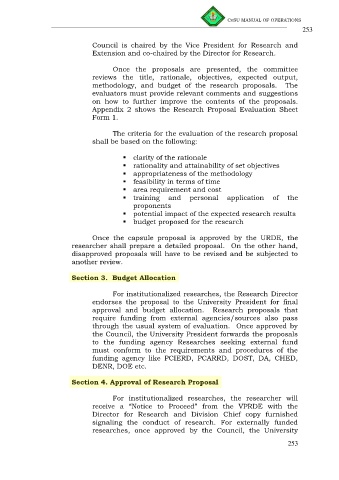 CvSU MANUAL OF OPERATIONS
253
Council is chaired by the Vice President for Research and
Extension and co-chaired by the Director for Research.
Once the proposals are presented, the committee
reviews the title, rationale, objectives, expected output,
methodology, and budget of the research proposals. The
evaluators must provide relevant comments and suggestions
on how to further improve the contents of the proposals.
Appendix 2 shows the Research Proposal Evaluation Sheet
Form 1.
The criteria for the evaluation of the research proposal
shall be based on the following:
▪ clarity of the rationale
▪ rationality and attainability of set objectives
▪ appropriateness of the methodology
▪ feasibility in terms of time
▪ area requirement and cost
▪ training and personal application of the
proponents
▪ potential impact of the expected research results
▪ budget proposed for the research
Once the capsule proposal is approved by the URDE, the
researcher shall prepare a detailed proposal. On the other hand,
disapproved proposals will have to be revised and be subjected to
another review.
Section 3. Budget Allocation
For institutionalized researches, the Research Director
endorses the proposal to the University President for final
approval and budget allocation. Research proposals that
require funding from external agencies/sources also pass
through the usual system of evaluation. Once approved by
the Council, the University President forwards the proposals
to the funding agency Researches seeking external fund
must conform to the requirements and procedures of the
funding agency like PCIERD, PCARRD, DOST, DA, CHED,
DENR, DOE etc.
Section 4. Approval of Research Proposal
For institutionalized researches, the researcher will
receive a “Notice to Proceed” from the VPRDE with the
Director for Research and Division Chief copy furnished
signaling the conduct of research. For externally funded
researches, once approved by the Council, the University
253